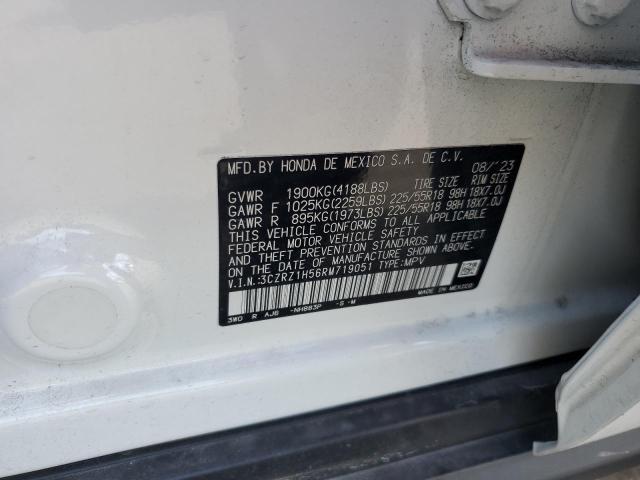 MFD.BY HONDA DE MEXICO S.A. DE C.V. 08/'23
GVWR 1900KG(4188LBS) TIRE SIZE RIM SIZE
GAWR F 1025KG(2259LBS) 225/55R18 98H 18X7.0J
GAWR R 895KG(1973LBS) 225/55R18 98H 18X7.0J
THIS VEHICLE CONFORMS TO ALL APPLICABLE
FEDERAL MOTOR VEHICLE SAFETY
AND THEFT PREVENTION STANDARDS IN EFFECT
ON THE DATE OF MANUFACTURE SHOWN ABOVE.
V.I.N.:3CZRZ1H56RM719051 TYPE:MPV
3W0 R AJ6 -NH883P -S -M
MADE IN MEXICO